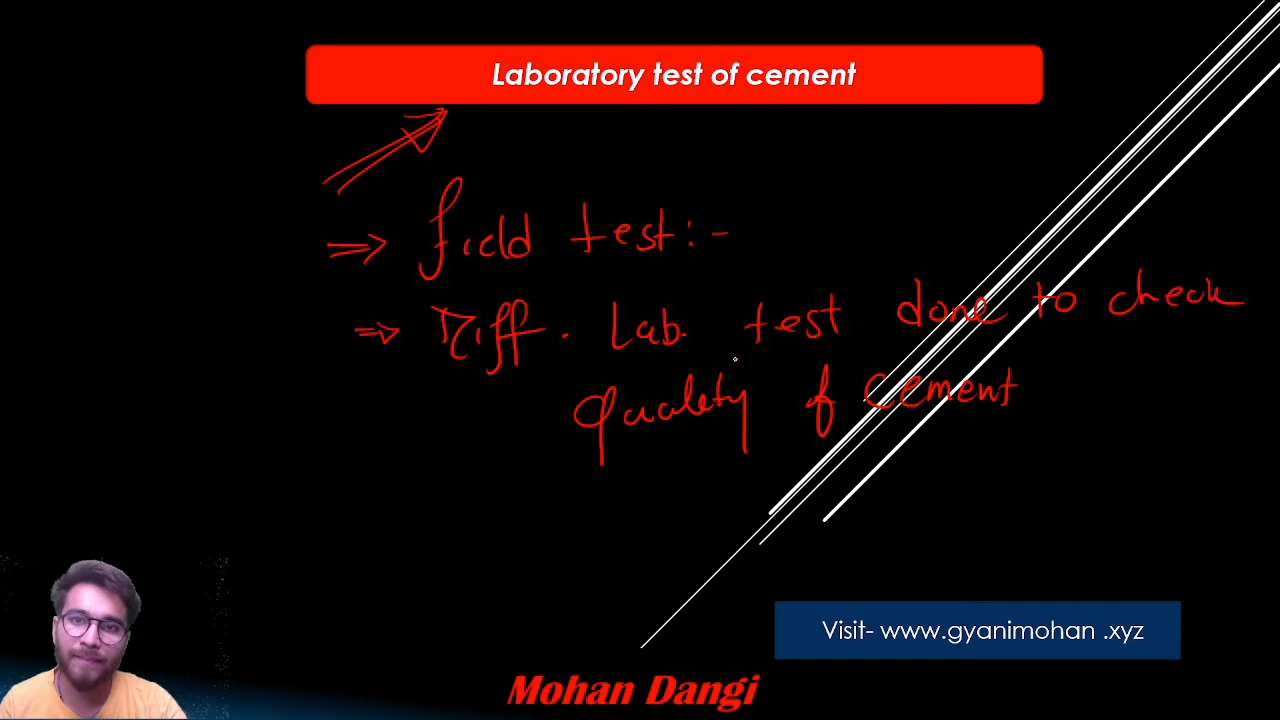 Laboratory test of cement
⇒ field test:-
⇒ Diff. Lab. test done to check
quality of cement
Visit- www.gyanimohan .xyz
Mohan Dangi